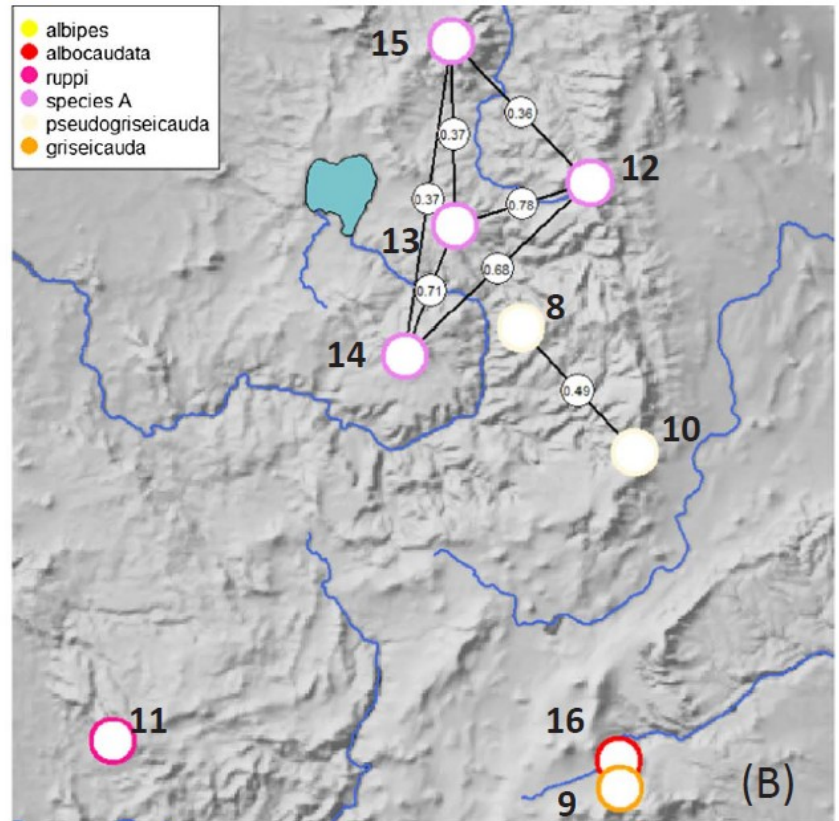 albipes
albocaudata
ruppi
species A
pseudogriseicauda
griseicauda
15
0.36
0.37
12
0.37
0.78
13
0.68
0.71
8
14
0.49
10
11
16
9
(B)